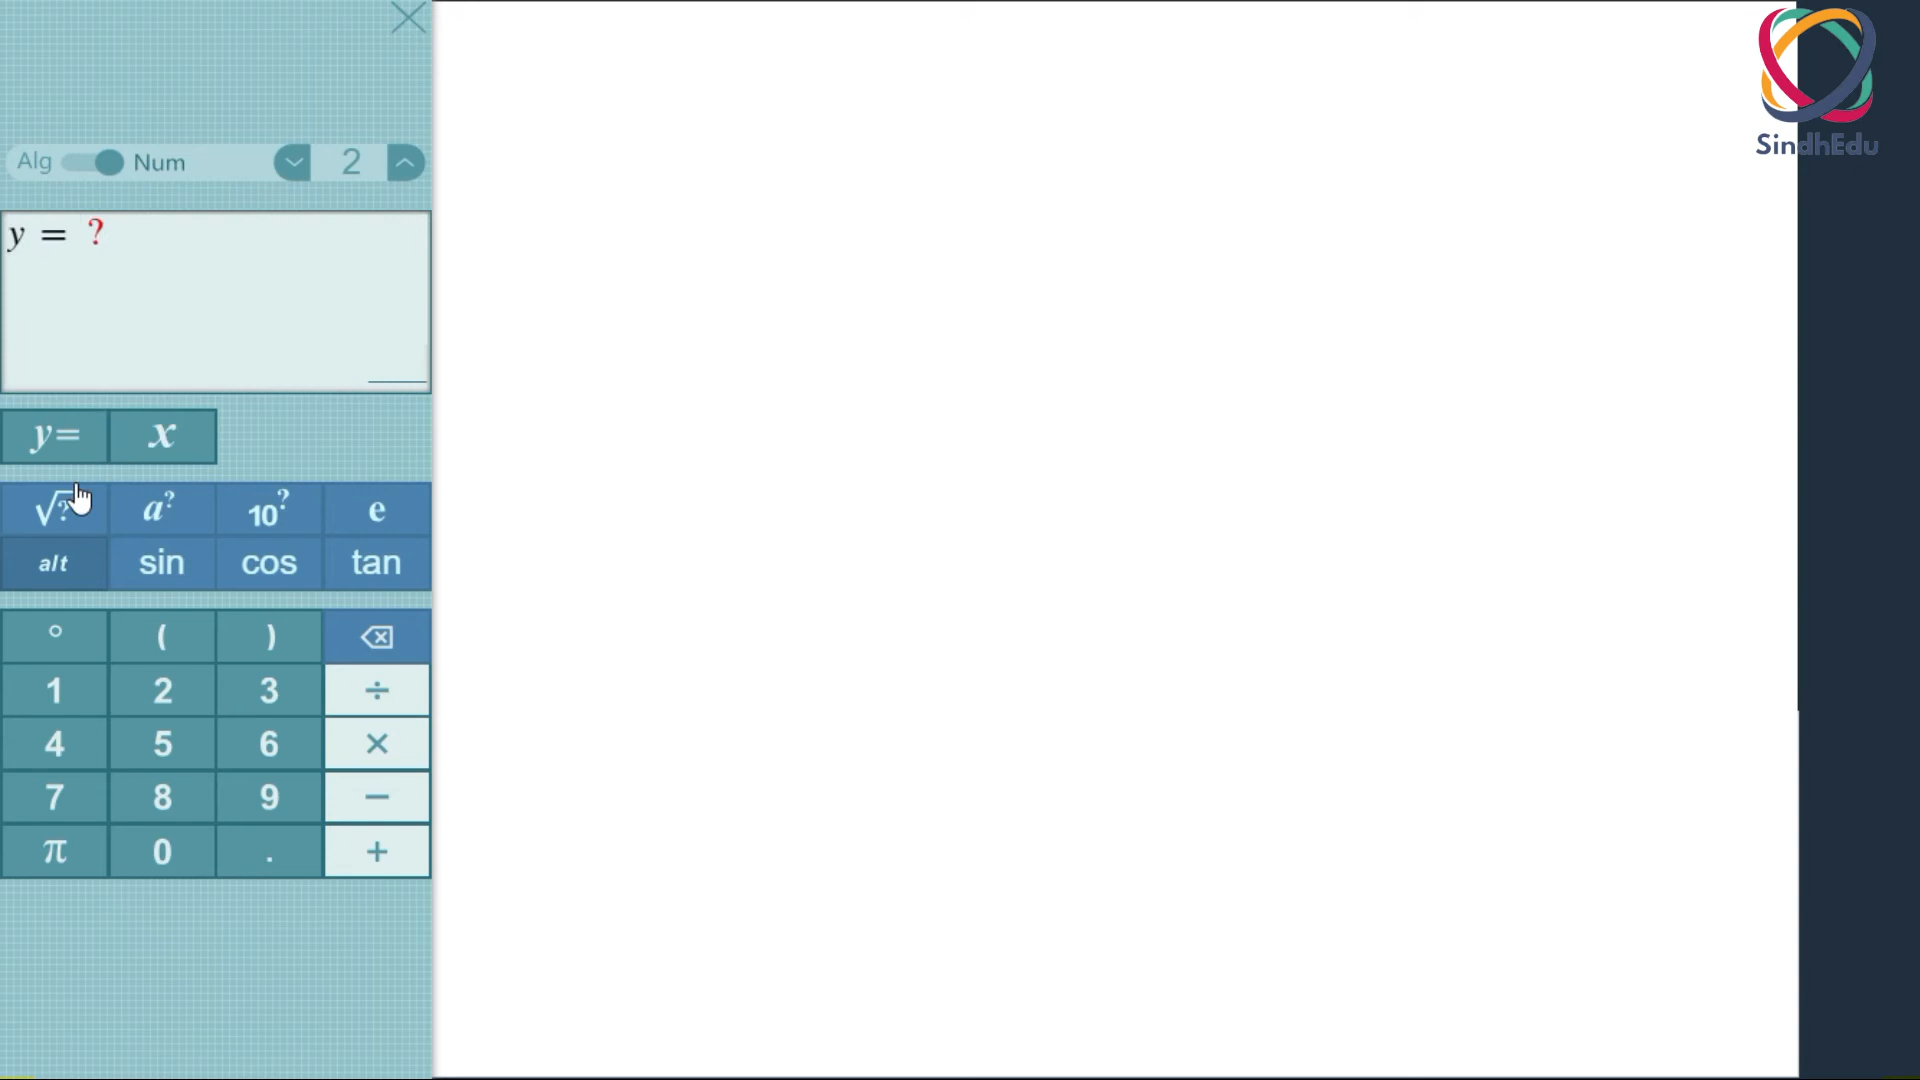 SindhEdu
Alg Num 2
y = ?
y= x
√? a? 10? e
alt sin cos tan
° ( )
1 2 3 ÷
4 5 6 ×
7 8 9 −
π 0 . +